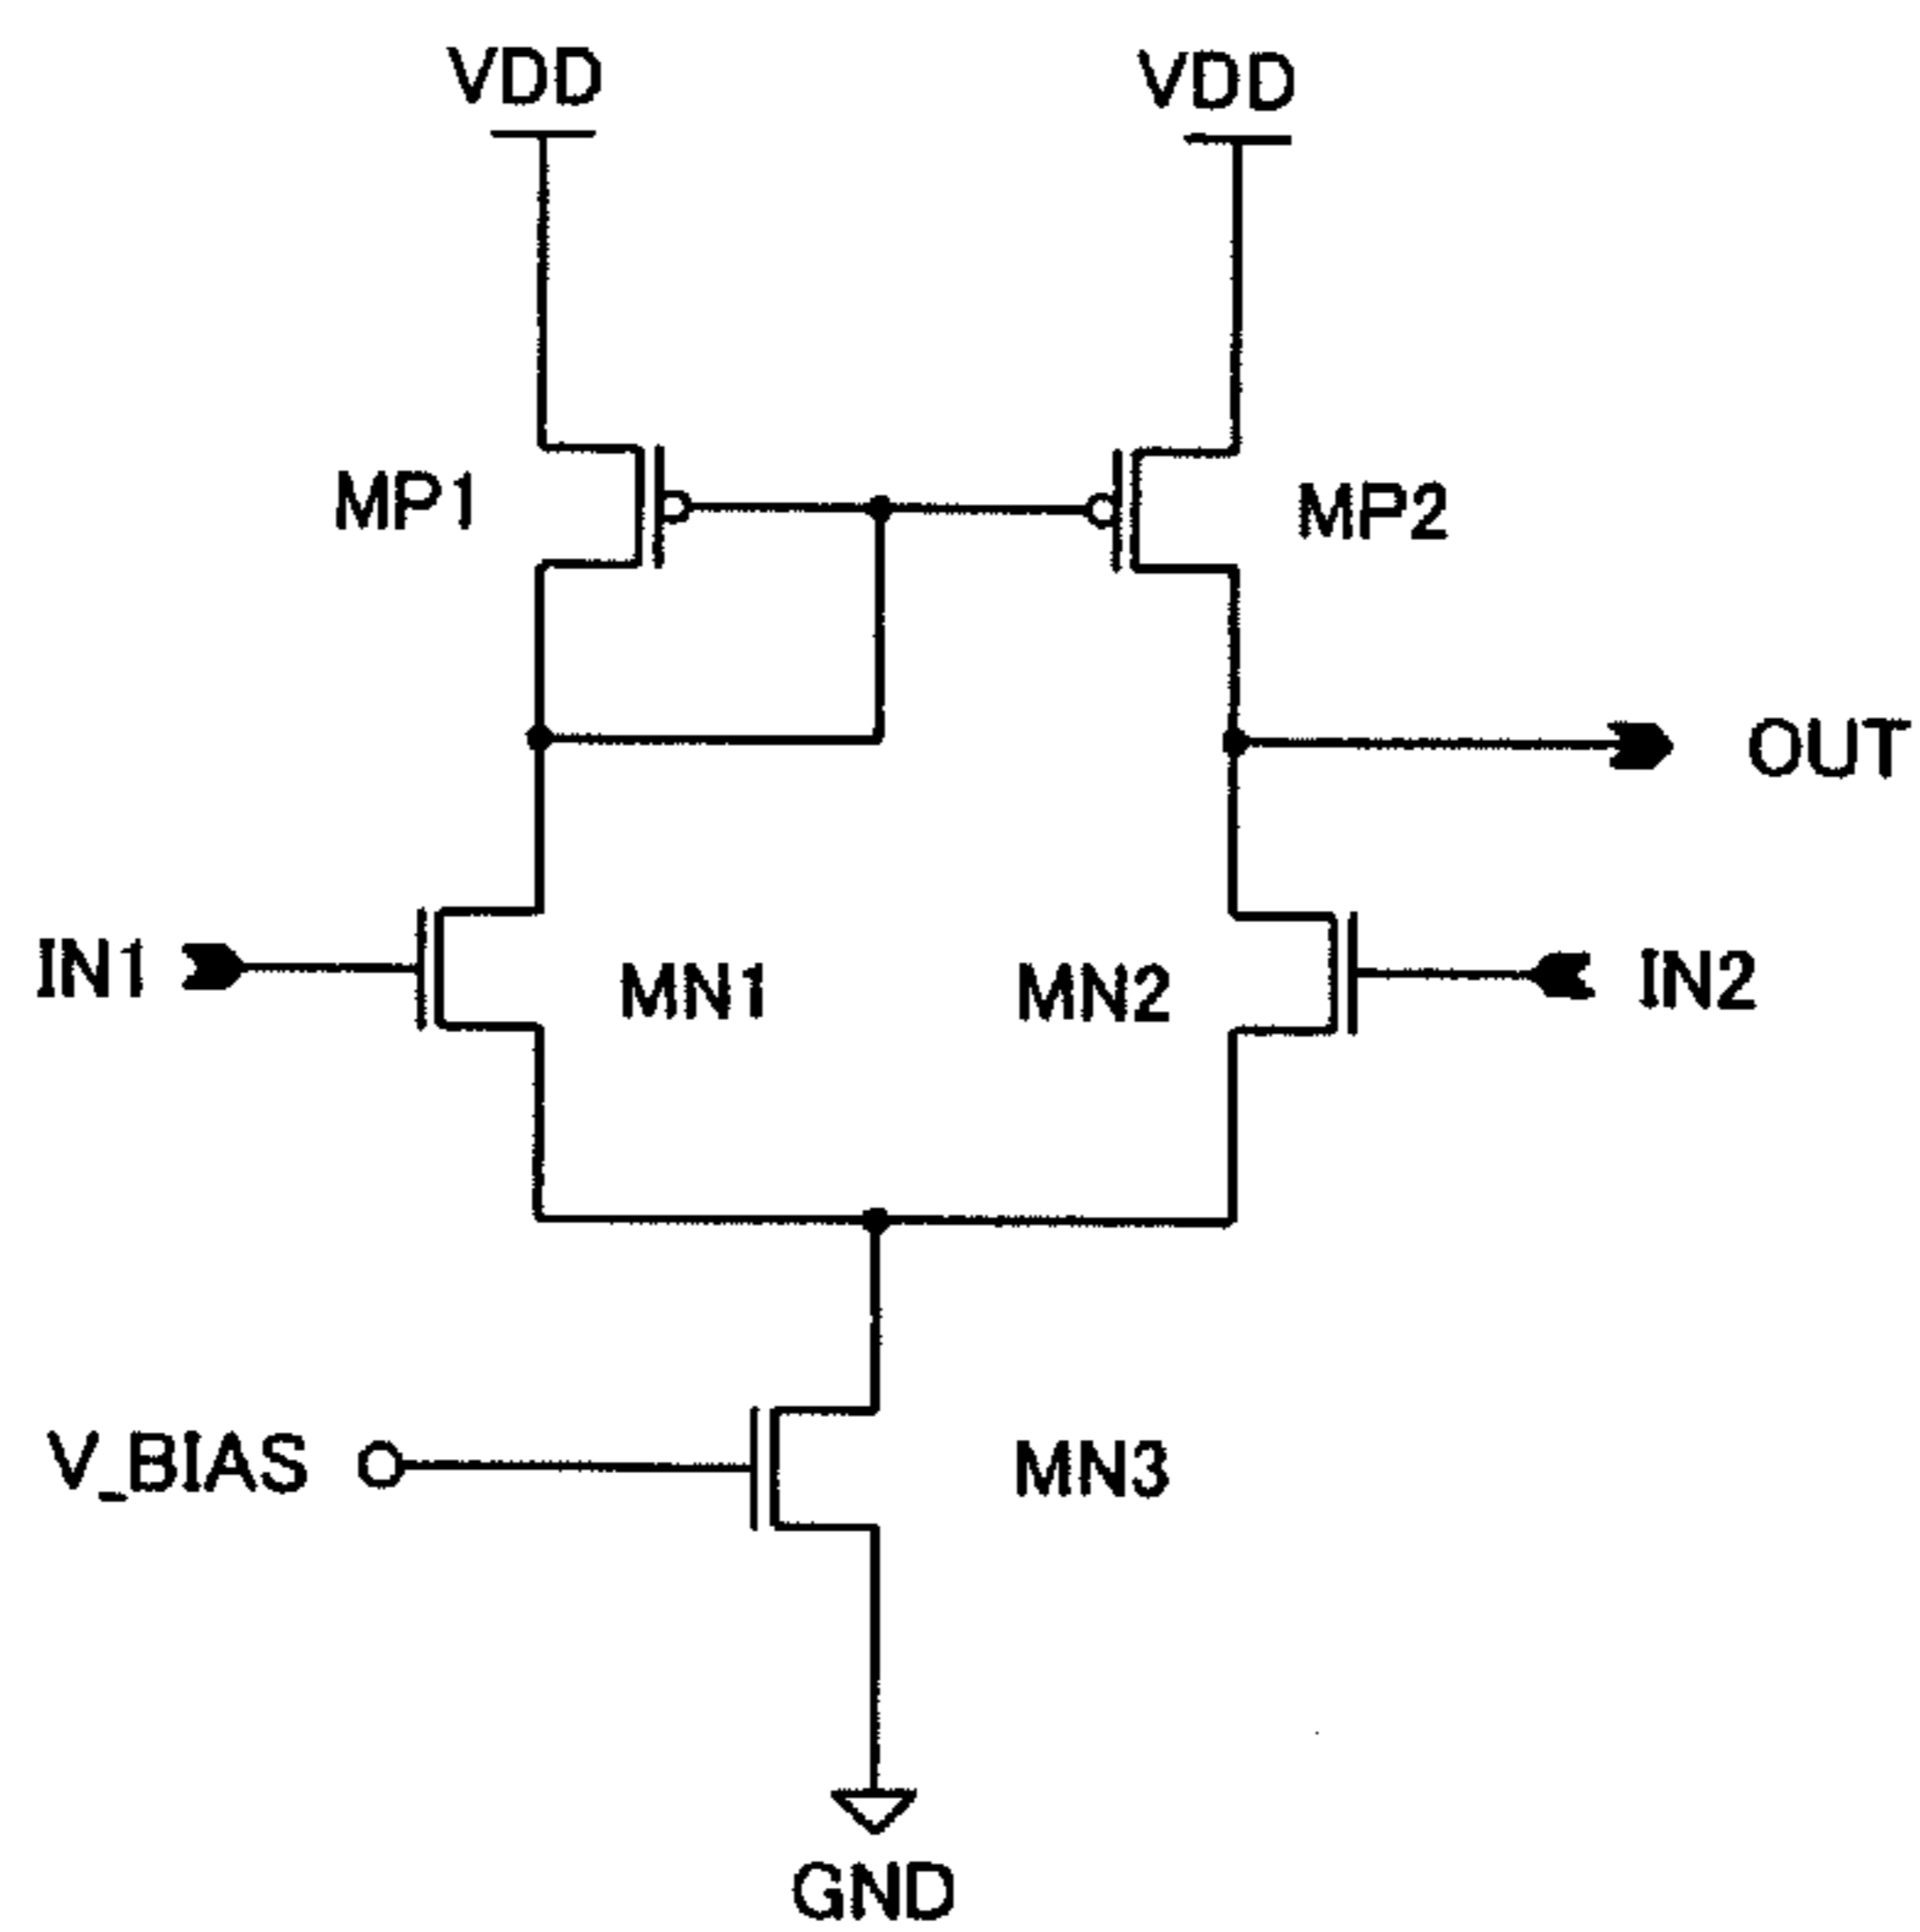 VDD
VDD
MP1
MP2
OUT
IN1
MN1
MN2
IN2
V_BIAS
MN3
GND